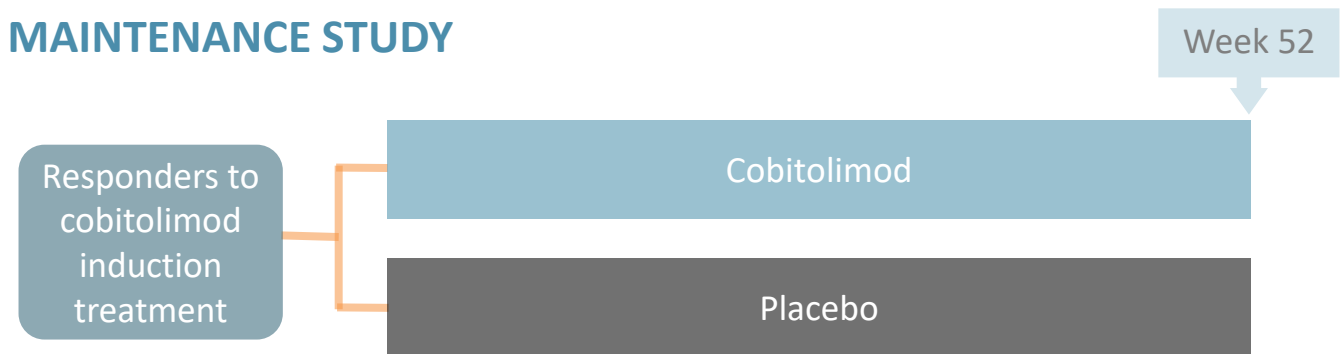 MAINTENANCE STUDY
Week 52
Responders to
cobitolimod
induction
treatment
Cobitolimod
Placebo